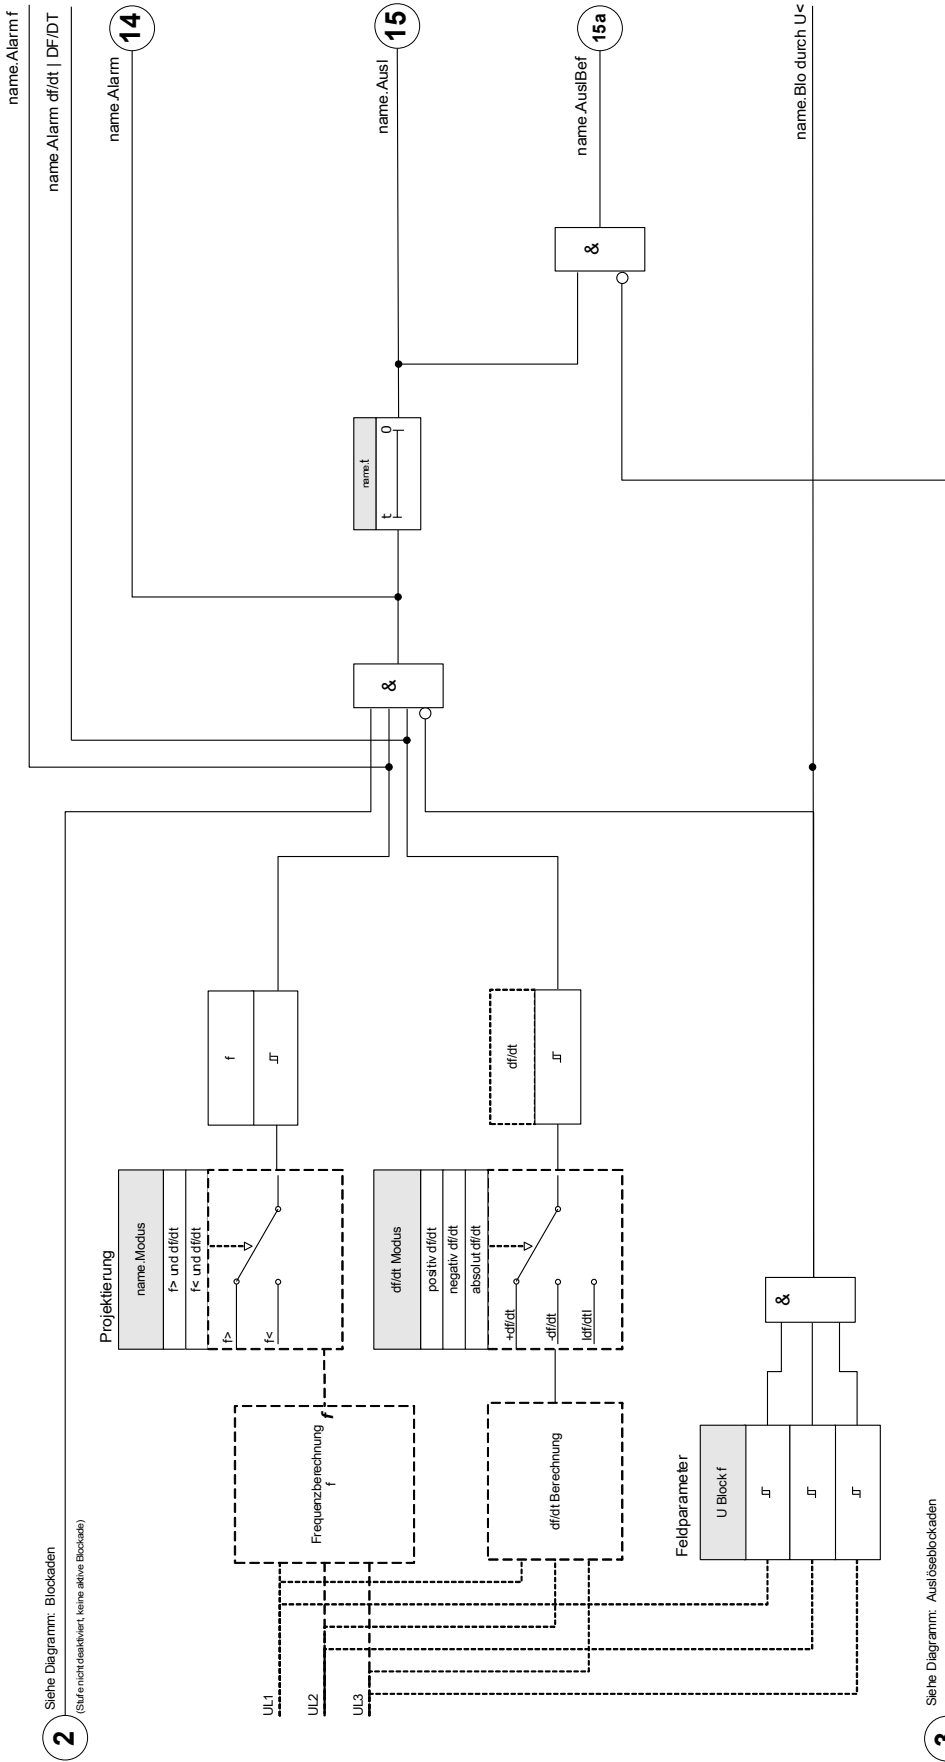 2
Siehe Diagramm: Blockaden
(Stufe nicht deaktiviert, keine aktive Blockade)
name.Alarm f
name.Alarm df/dt | DF/DT
name.Alarm
14
Projektierung
name.Modus
f> und df/dt
f< und df/dt
f>
f<
f
Frequenzberechnung
f
f
UL1
UL2
UL3
df/dt Modus
positiv df/dt
negativ df/dt
absolut df/dt
+df/dt
-df/dt
|df/dt|
df/dt
df/dt Berechnung
&
name.t
t
0
name.Ausl
15
&
name.AuslBef
15a
Feldparameter
U Block f
&
name.Blo durch U<
3
Siehe Diagramm: Auslöseblockaden